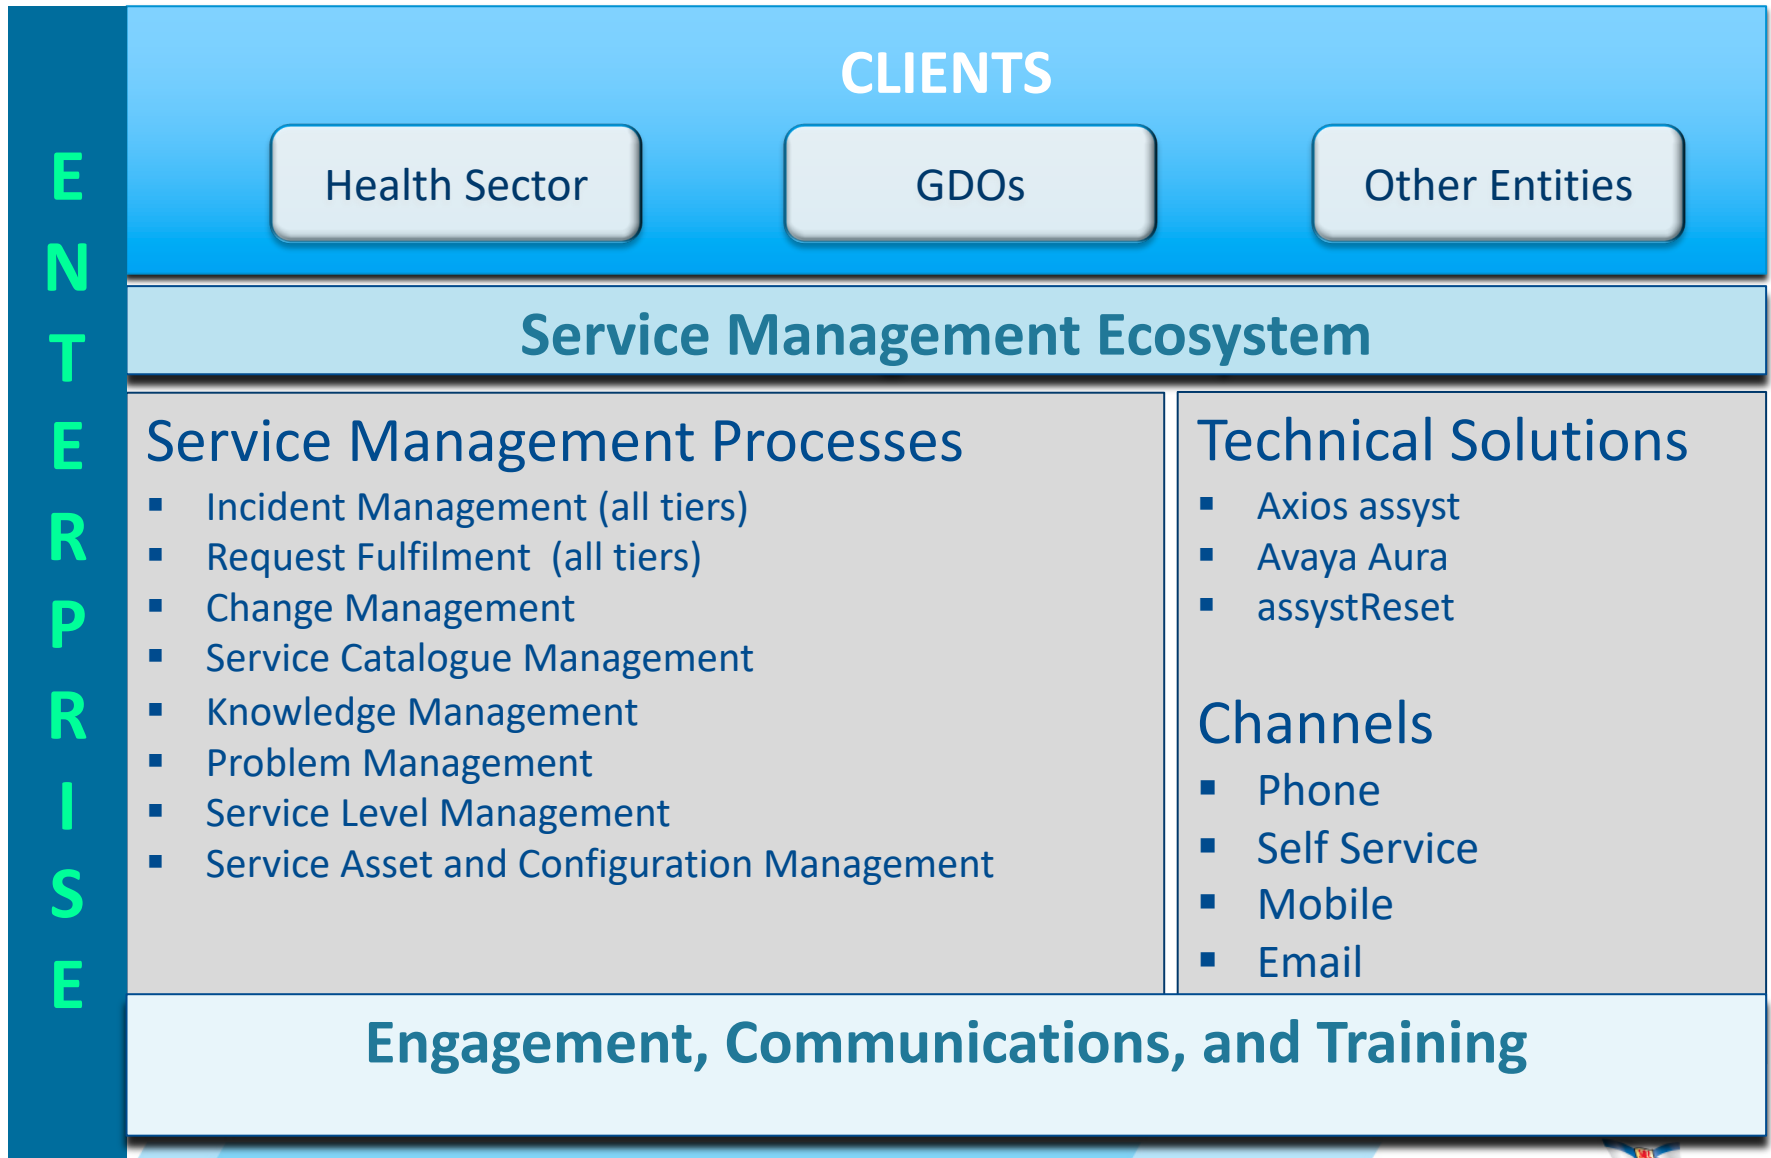 ENTERPRISE
CLIENTS
Health Sector
GDOs
Other Entities
Service Management Ecosystem
Service Management Processes
▪ Incident Management (all tiers)
▪ Request Fulfilment  (all tiers)
▪ Change Management
▪ Service Catalogue Management
▪ Knowledge Management
▪ Problem Management
▪ Service Level Management
▪ Service Asset and Configuration Management
Technical Solutions
▪ Axios assyst
▪ Avaya Aura
▪ assystReset
Channels
▪ Phone
▪ Self Service
▪ Mobile
▪ Email
Engagement, Communications, and Training